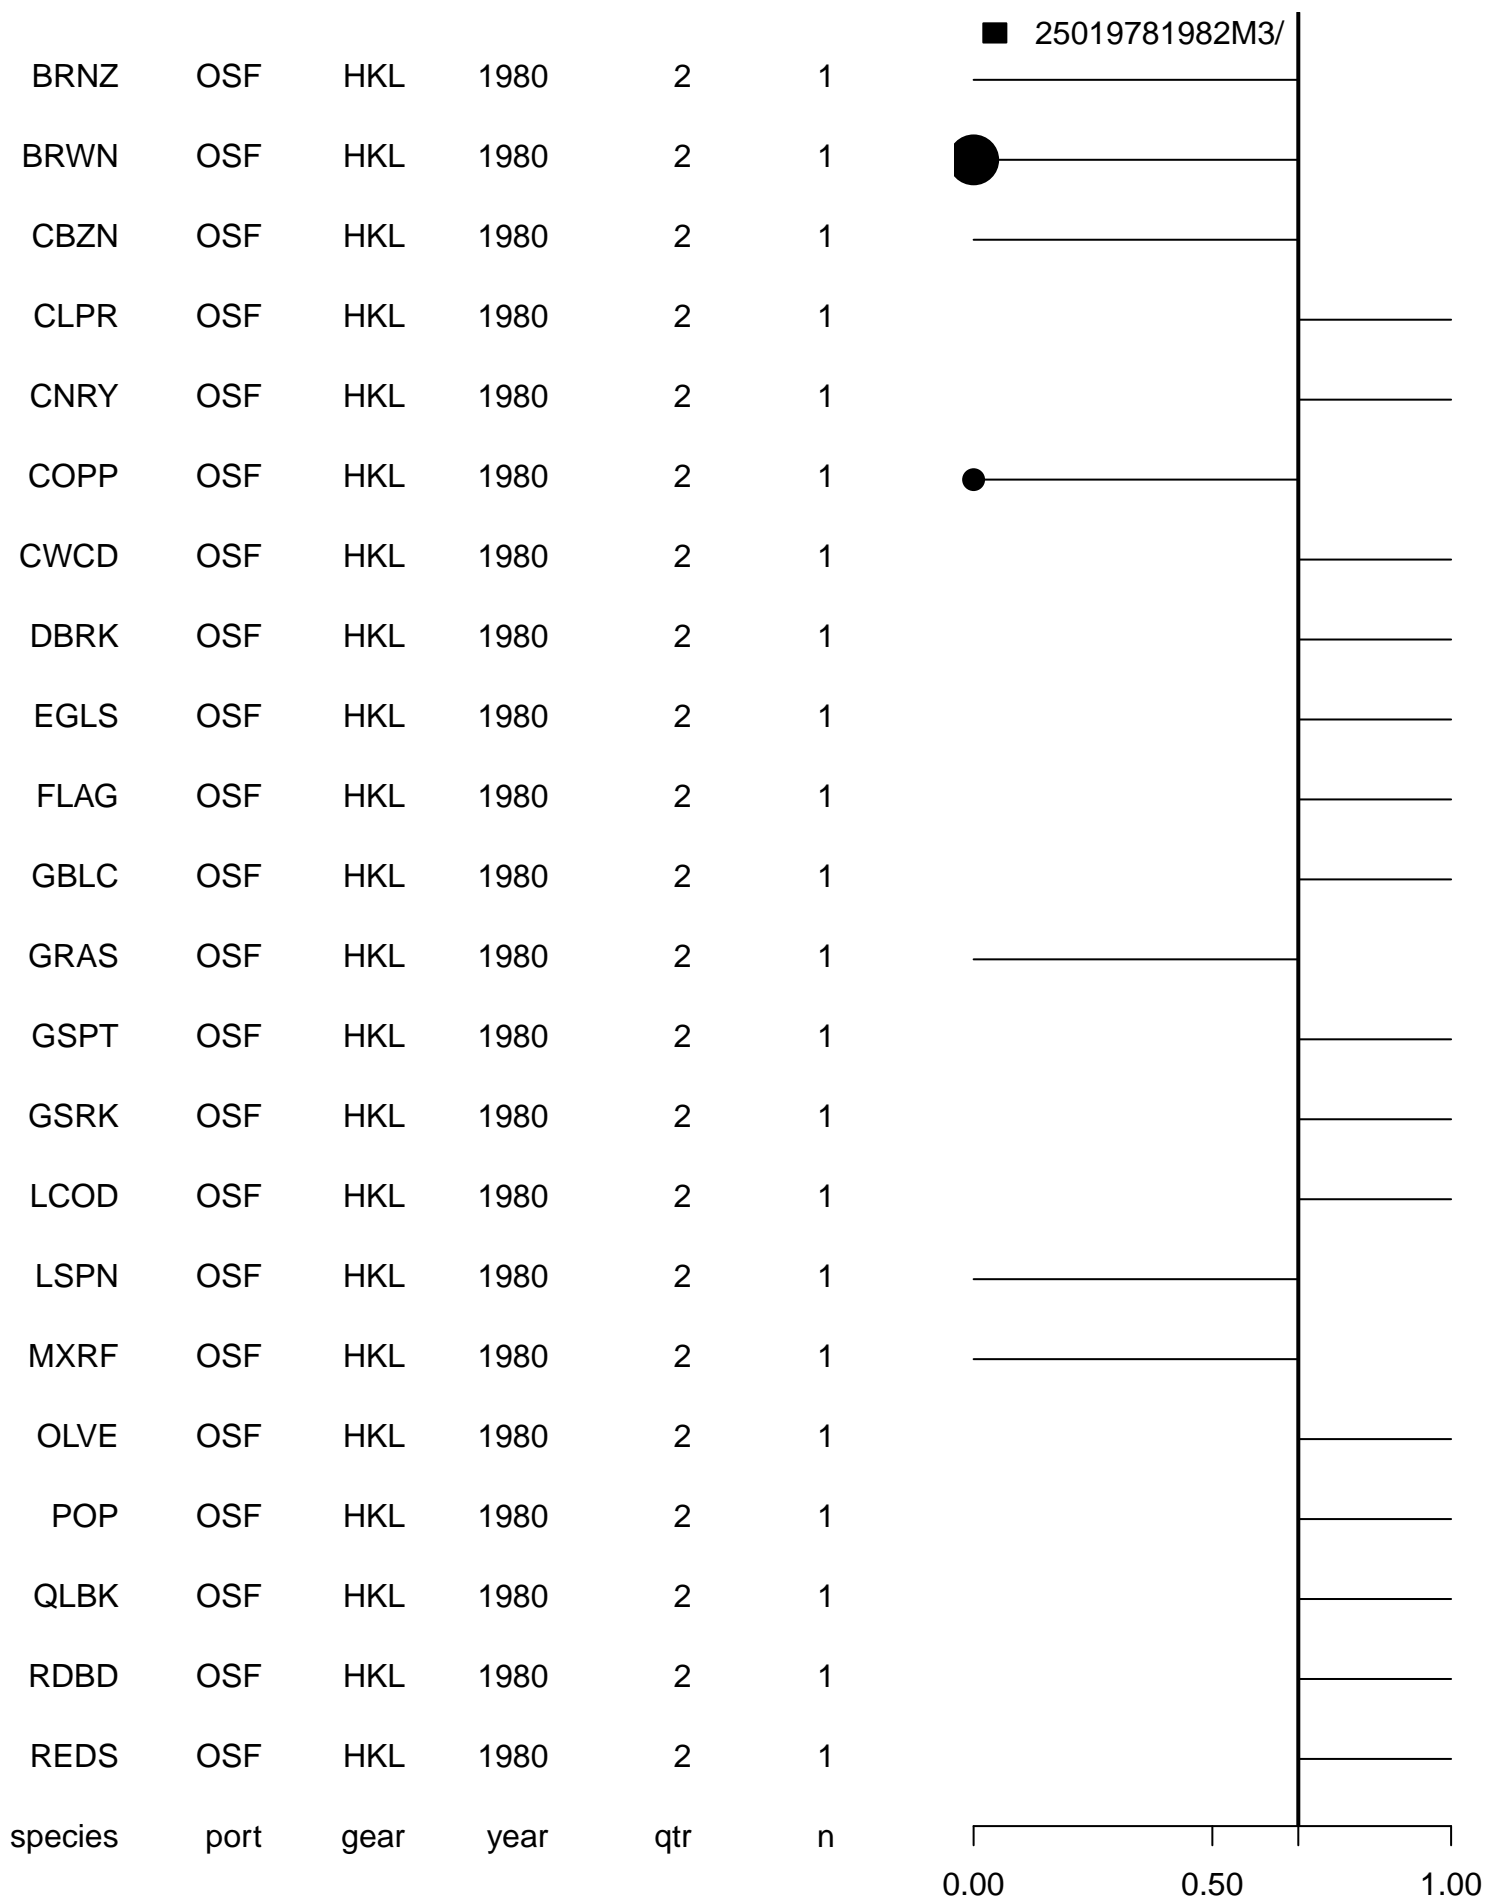 25019781982M3/
BRNZ OSF HKL 1980 2 1
BRWN OSF HKL 1980 2 1
CBZN OSF HKL 1980 2 1
CLPR OSF HKL 1980 2 1
CNRY OSF HKL 1980 2 1
COPP OSF HKL 1980 2 1
CWCD OSF HKL 1980 2 1
DBRK OSF HKL 1980 2 1
EGLS OSF HKL 1980 2 1
FLAG OSF HKL 1980 2 1
GBLC OSF HKL 1980 2 1
GRAS OSF HKL 1980 2 1
GSPT OSF HKL 1980 2 1
GSRK OSF HKL 1980 2 1
LCOD OSF HKL 1980 2 1
LSPN OSF HKL 1980 2 1
MXRF OSF HKL 1980 2 1
OLVE OSF HKL 1980 2 1
POP OSF HKL 1980 2 1
QLBK OSF HKL 1980 2 1
RDBD OSF HKL 1980 2 1
REDS OSF HKL 1980 2 1
species port gear year qtr n
0.00 0.50 1.00